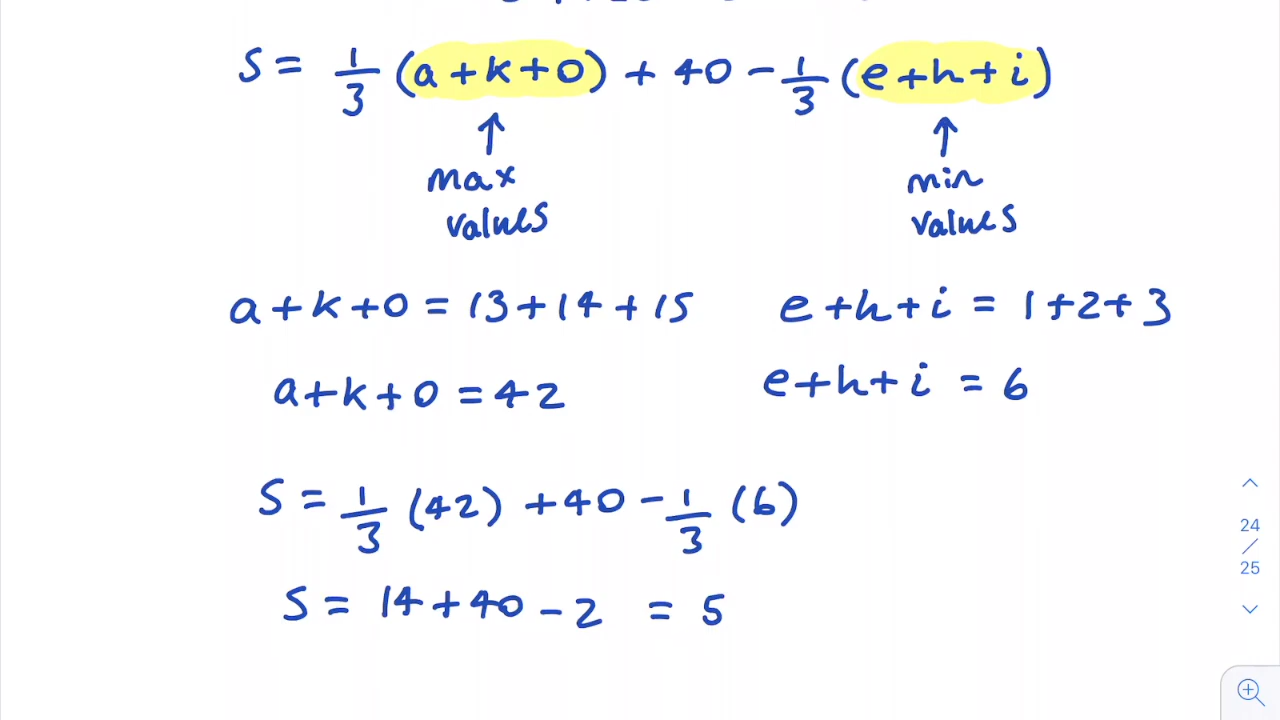 S = 1/3 (a + k + o) + 40 - 1/3 (e + h + i)
↑ ↑
max values
min values
a + k + o = 13 + 14 + 15
e + h + i = 1 + 2 + 3
a + k + o = 42
e + h + i = 6
S = 1/3 (42) + 40 - 1/3 (6)
S = 14 + 40 - 2 = 5
24
/
25